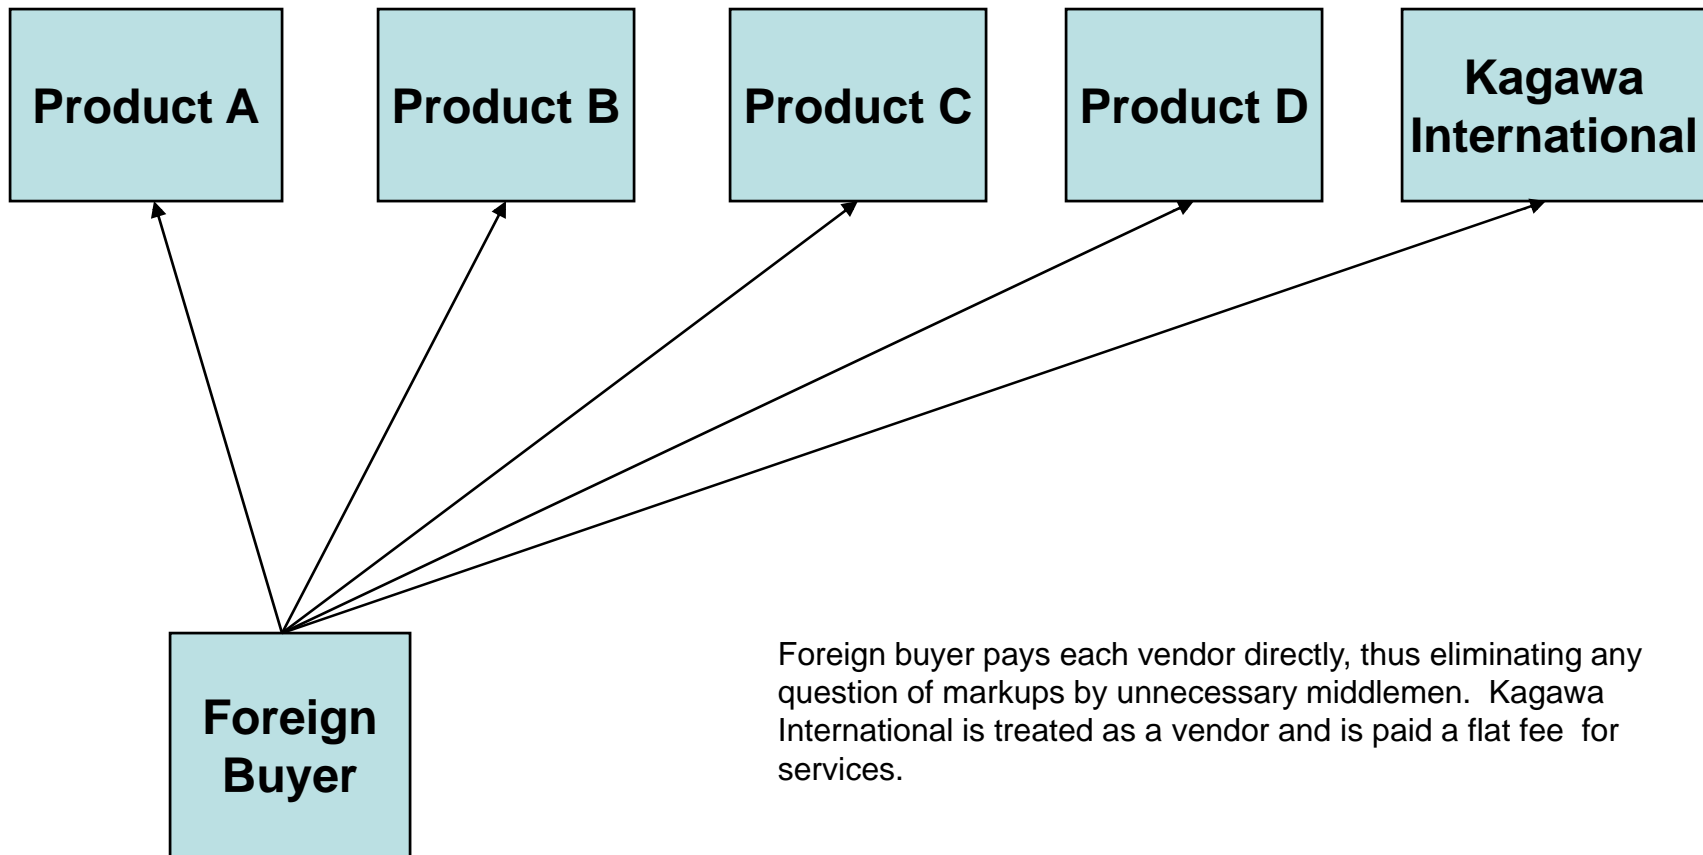 Product A
Product B
Product C
Product D
Kagawa
International
Foreign
Buyer
Foreign buyer pays each vendor directly, thus eliminating any
question of markups by unnecessary middlemen.  Kagawa
International is treated as a vendor and is paid a flat fee  for
services.